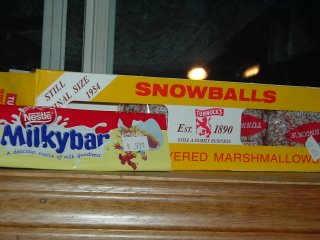 SNOWBALLS
STILL
NAL SIZE
1954
TUNNOCK'S
EST. 1890
STILL A FAMILY BUSINESS
VERED MARSHMALLOW
Nestlé
Milkybar
A delicious source of milk goodness